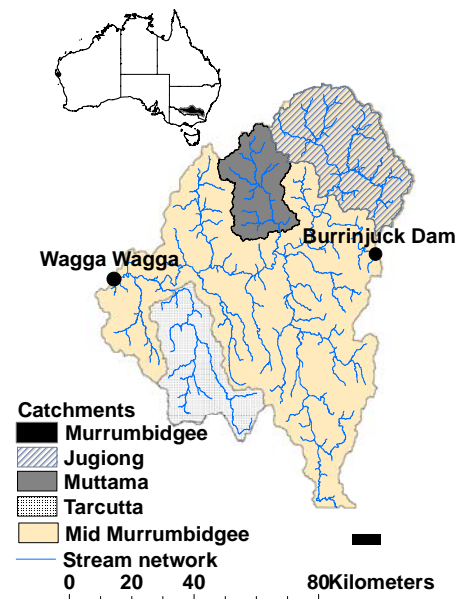 Burrinjuck Dam
Wagga Wagga
Catchments
Murrumbidgee
Jugiong
Muttama
Tarcutta
Mid Murrumbidgee
Stream network
0 20 40 80Kilometers